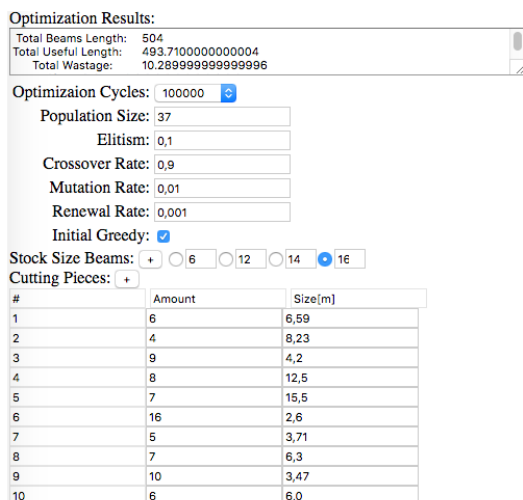 Optimization Results:
Total Beams Length: 504
Total Useful Length: 493.7100000000004
Total Wastage: 10.289999999999996
Optimizaion Cycles: 100000
Population Size: 37
Elitism: 0,1
Crossover Rate: 0,9
Mutation Rate: 0,01
Renewal Rate: 0,001
Initial Greedy:
Stock Size Beams: + 6 12 14 16
Cutting Pieces: +
# Amount Size[m]
1 6 6,59
2 4 8,23
3 9 4,2
4 8 12,5
5 7 15,5
6 16 2,6
7 5 3,71
8 7 6,3
9 10 3,47
10 6 6,0